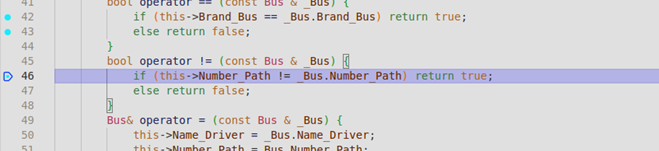 41 bool operator == (const Bus & _Bus) {
42 if (this->Brand_Bus == _Bus.Brand_Bus) return true;
43 else return false;
44 }
45 bool operator != (const Bus & _Bus) {
46 if (this->Number_Path != _Bus.Number_Path) return true;
47 else return false;
48 }
49 Bus& operator = (const Bus & _Bus) {
50 this->Name_Driver = _Bus.Name_Driver;
51 this->Number_Path = _Bus.Number_Path;